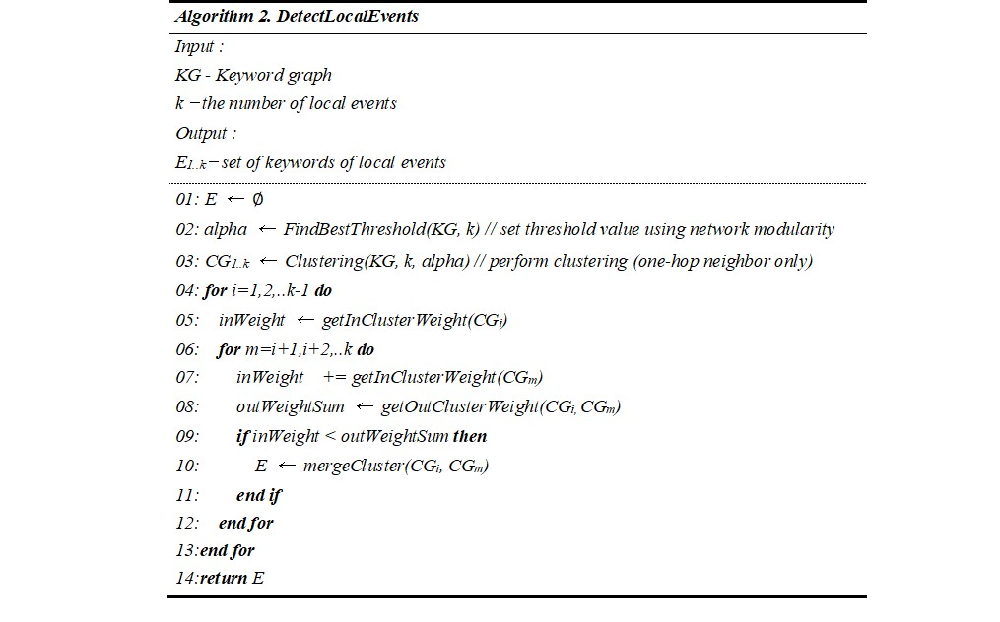 Algorithm 2. DetectLocalEvents
Input :
KG - Keyword graph
k −the number of local events
Output :
E1..k− set of keywords of local events
01: E ← ∅
02: alpha ← FindBestThreshold(KG, k) // set threshold value using network modularity
03: CG1..k ← Clustering(KG, k, alpha) // perform clustering (one-hop neighbor only)
04: for i=1,2,..k-1 do
05: inWeight ← getInClusterWeight(CGi)
06: for m=i+1,i+2,..k do
07: inWeight += getInClusterWeight(CGm)
08: outWeightSum ← getOutClusterWeight(CGi, CGm)
09: if inWeight < outWeightSum then
10: E ← mergeCluster(CGi, CGm)
11: end if
12: end for
13:end for
14:return E